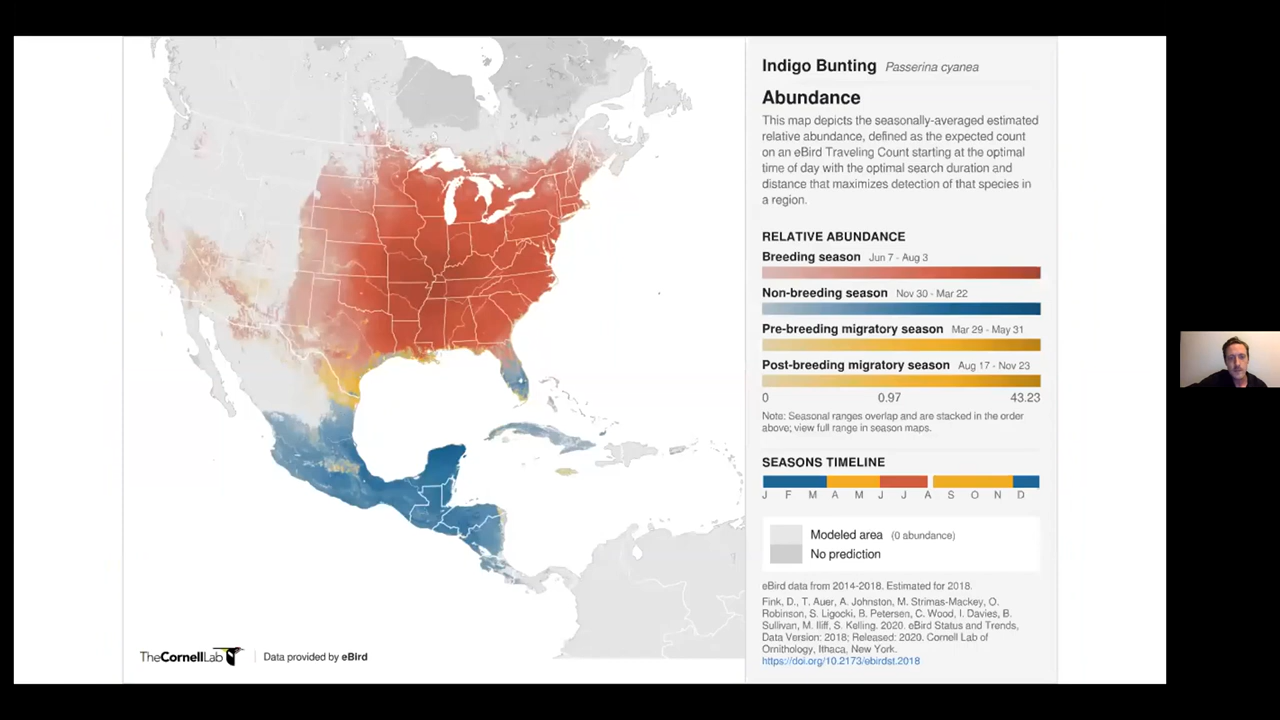 Indigo Bunting Passerina cyanea
Abundance
This map depicts the seasonally-averaged estimated
relative abundance, defined as the expected count
on an eBird Traveling Count starting at the optimal
time of day with the optimal search duration and
distance that maximizes detection of that species in
a region.
RELATIVE ABUNDANCE
Breeding season Jun 7 - Aug 3
Non-breeding season Nov 30 - Mar 22
Pre-breeding migratory season Mar 29 - May 31
Post-breeding migratory season Aug 17 - Nov 23
0 0.97 43.23
Note: Seasonal ranges overlap and are stacked in the order
above; view full range in season maps.
SEASONS TIMELINE
J F M A M J J A S O N D
Modeled area (0 abundance)
No prediction
eBird data from 2014-2018. Estimated for 2018.
Fink, D., T. Auer, A. Johnston, M. Strimas-Mackey, O.
Robinson, S. Ligocki, B. Petersen, C. Wood, I. Davies, B.
Sullivan, M. Iliff, S. Kelling. 2020. eBird Status and Trends,
Data Version: 2018; Released: 2020. Cornell Lab of
Ornithology, Ithaca, New York.
https://doi.org/10.2173/ebirdst.2018
TheCornellLab Data provided by eBird